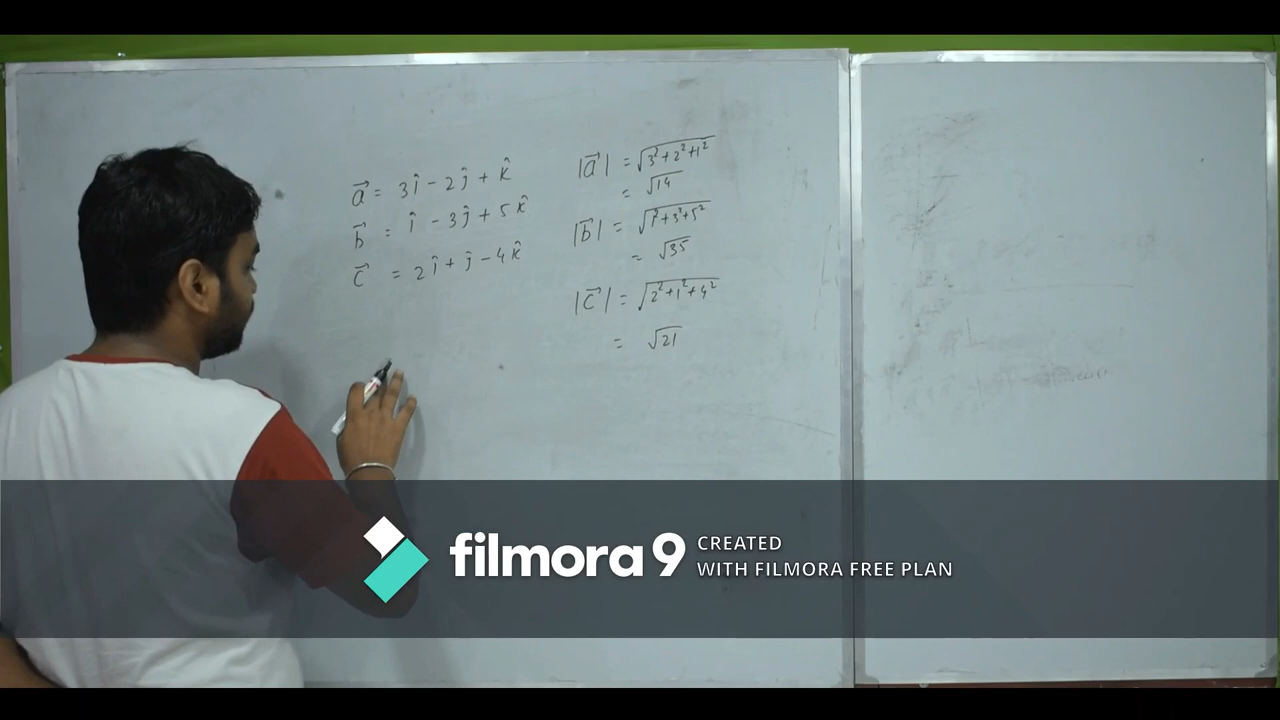 a⃗ = 3î - 2ĵ + k̂
b⃗ = î - 3ĵ + 5k̂
c⃗ = 2î + ĵ - 4k̂
|a⃗| = √3²+2²+1²
= √14
|b⃗| = √1²+3²+5²
= √35
|c⃗| = √2²+1²+4²
= √21
filmora 9
CREATED
WITH FILMORA FREE PLAN